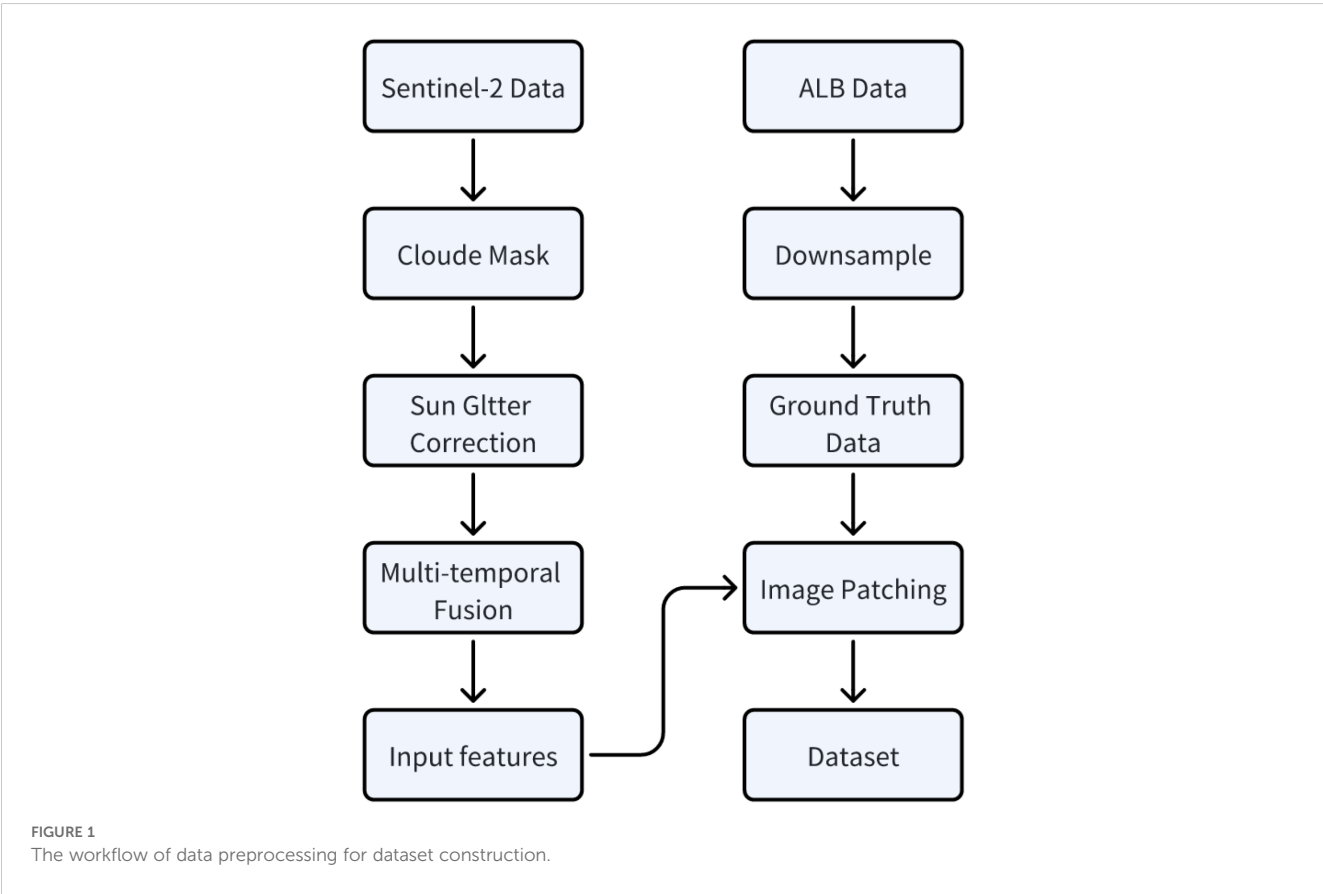 Sentinel-2 Data
Cloude Mask
Sun Gltter
Correction
Multi-temporal
Fusion
Input features
ALB Data
Downsample
Ground Truth
Data
Image Patching
Dataset
FIGURE 1
The workflow of data preprocessing for dataset construction.